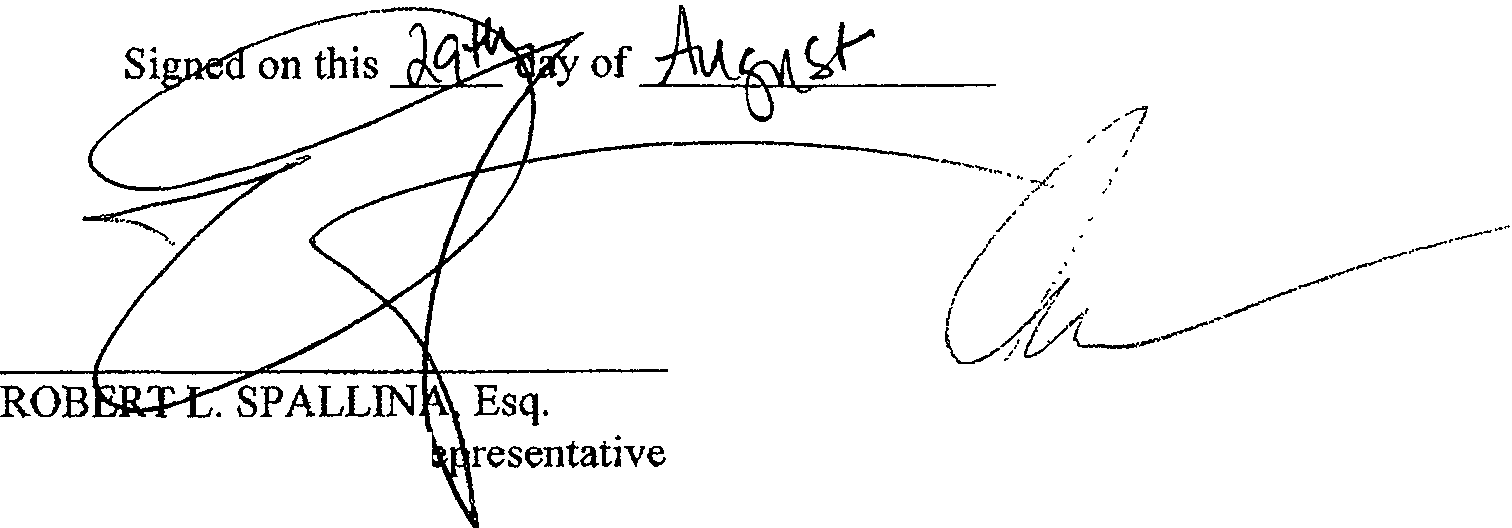 Signed on this 29th day of August
ROBERT L. SPALLINA, Esq.
epresentative